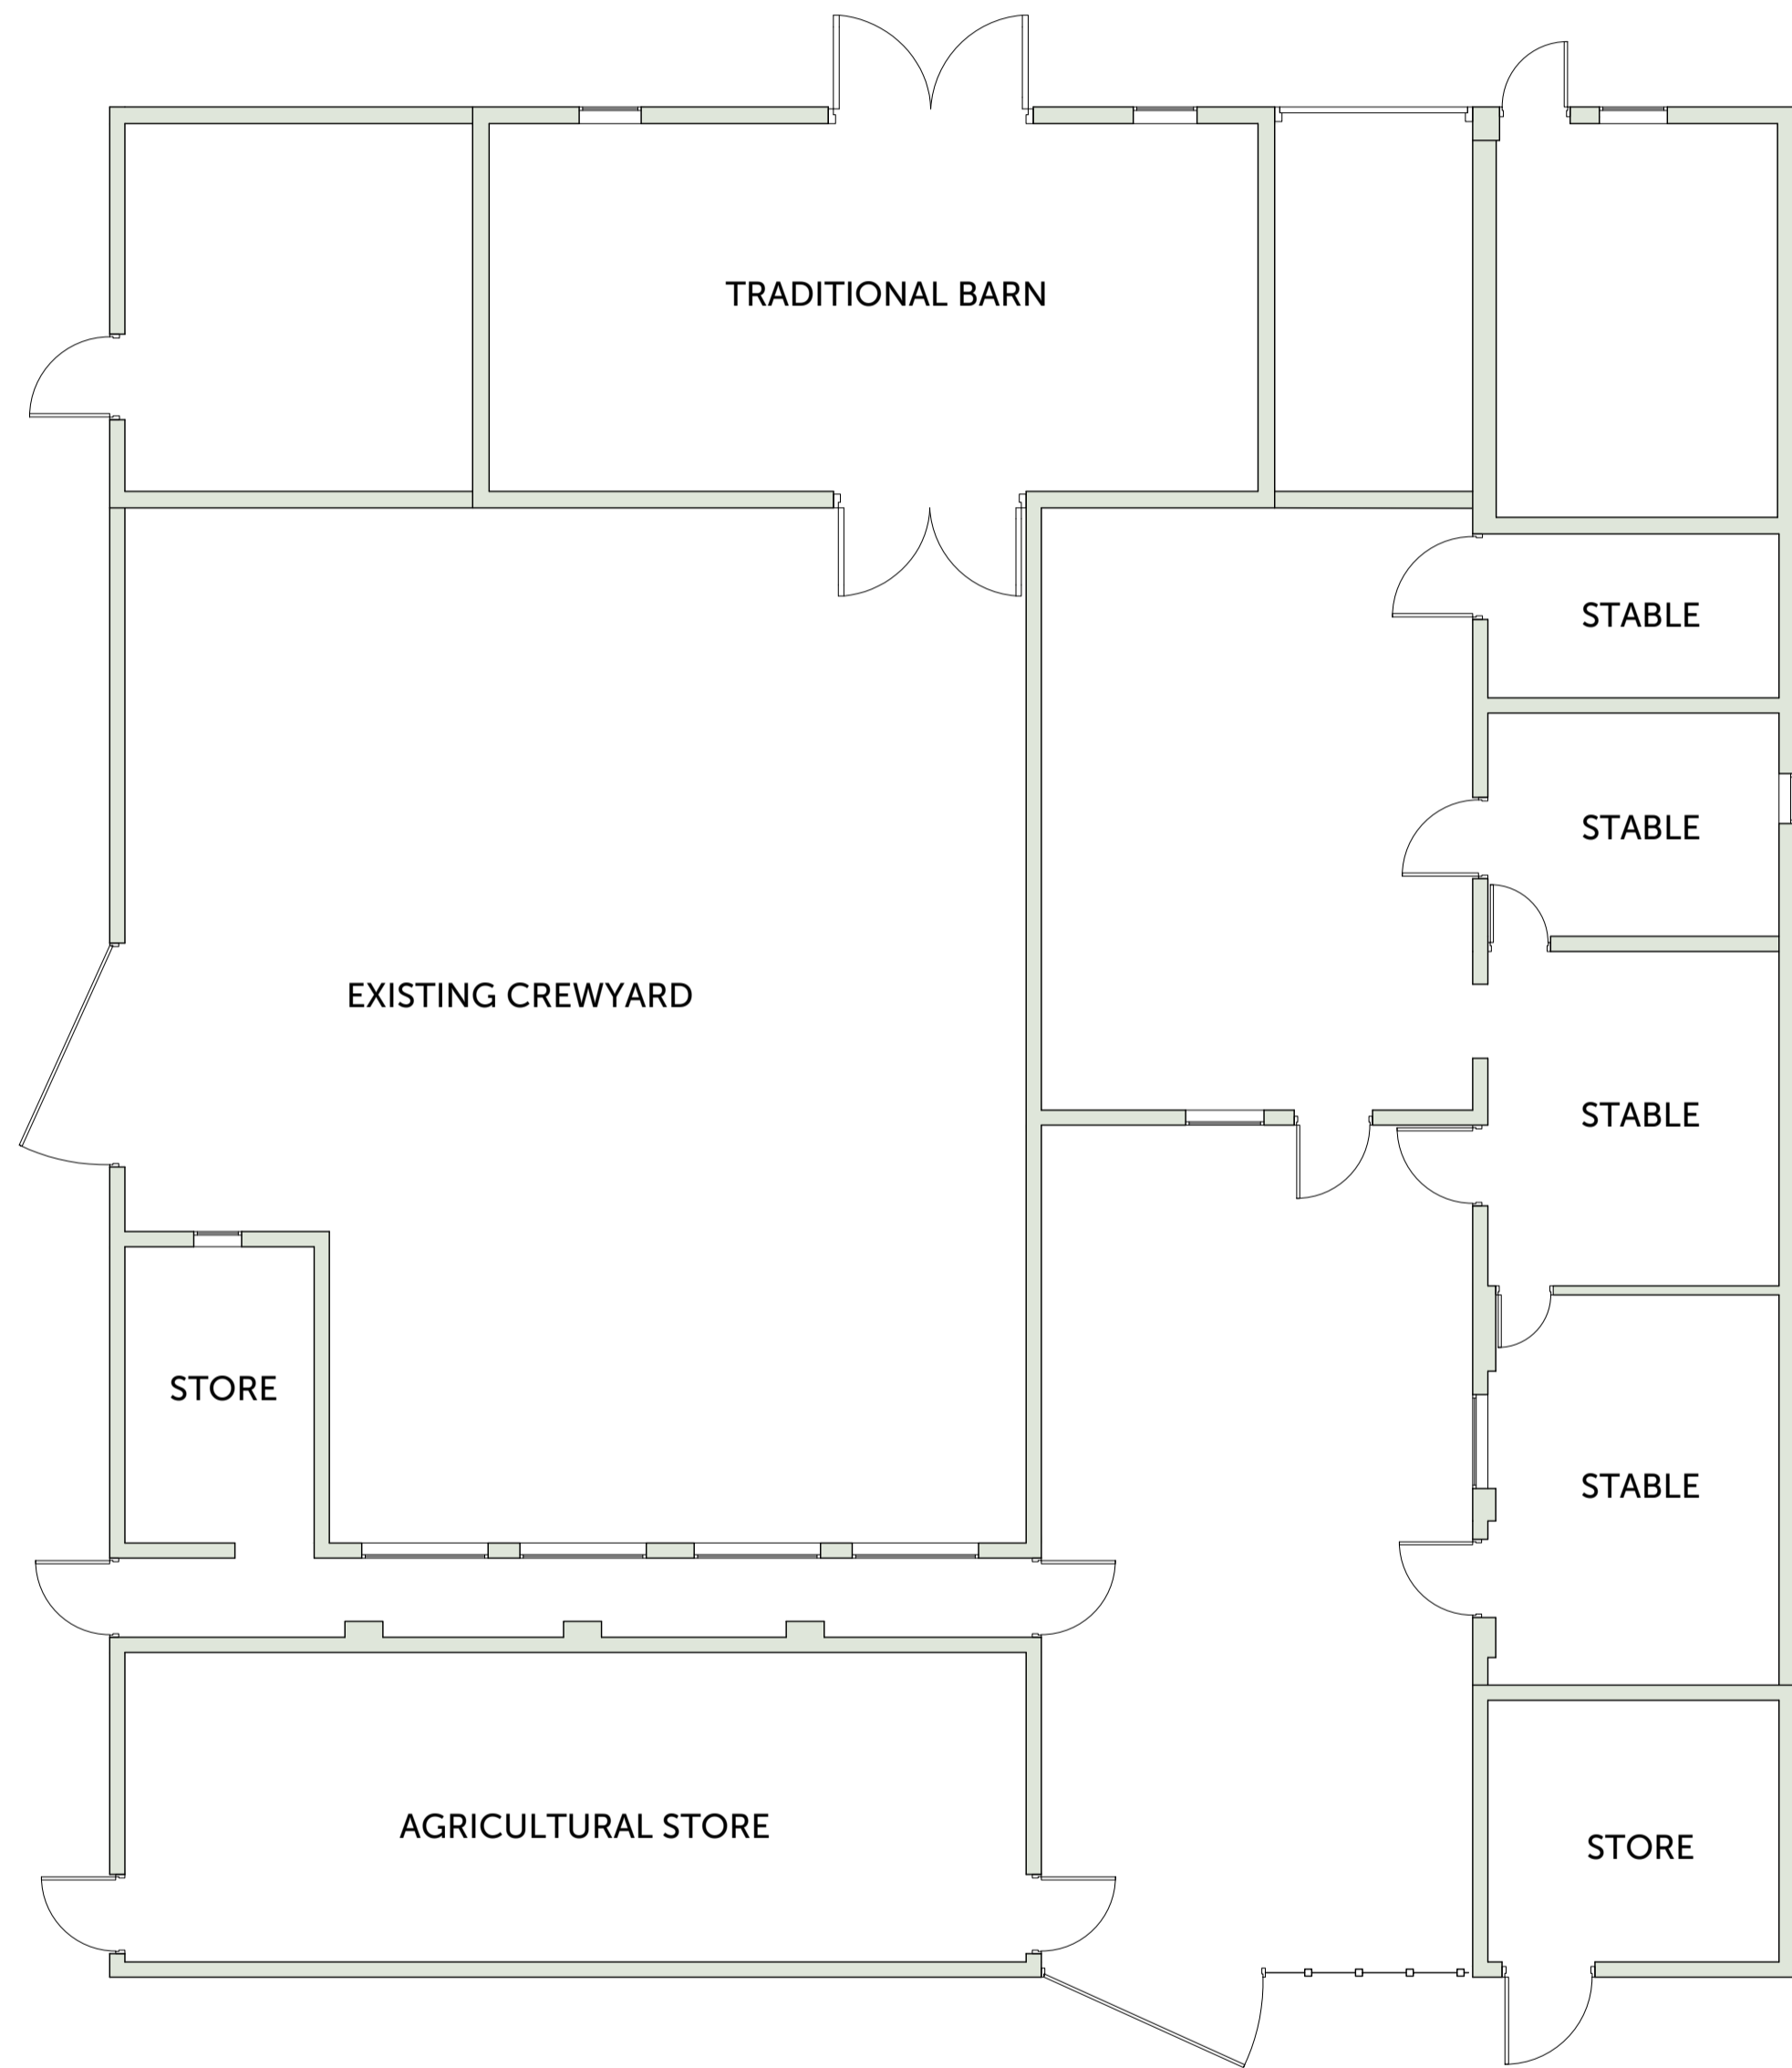 TRADITIONAL BARN
STABLE
STABLE
EXISTING CREWYARD
STABLE
STORE
STABLE
AGRICULTURAL STORE
STORE